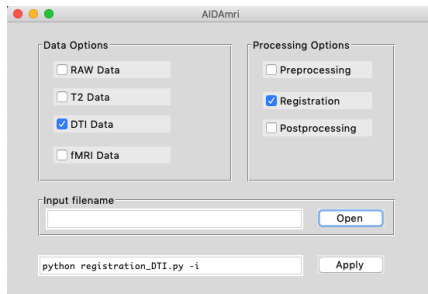 AIDAmri
Data Options
RAW Data
T2 Data
DTI Data
fMRI Data
Processing Options
Preprocessing
Registration
Postprocessing
Input filename
Open
python registration_DTI.py -i
Apply